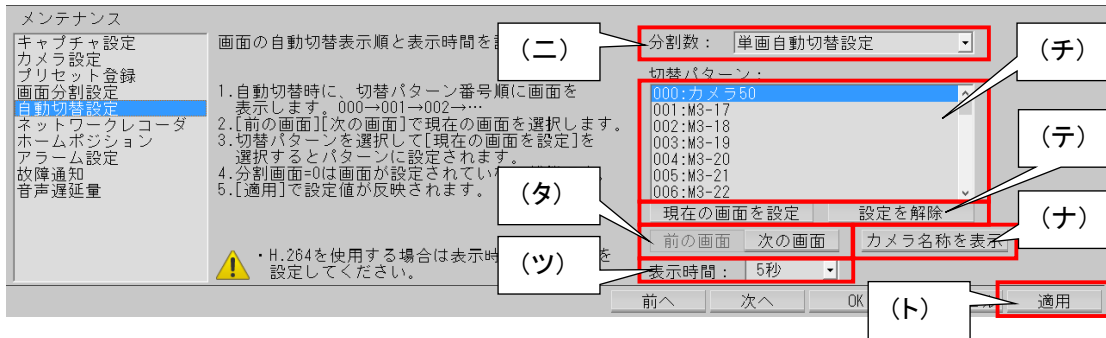 メンテナンス
キャプチャ設定
カメラ設定
プリセット登録
画面分割設定
自動切替設定
ネットワークレコーダ
ホームポジション
アラーム設定
故障通知
音声遅延量
画面の自動切替表示順と表示時間を
1.自動切替時に、切替パターン番号順に画面を
表示します。000→001→002→…
2.[前の画面][次の画面]で現在の画面を選択します。
3.切替パターンを選択して[現在の画面を設定]を
選択するとパターンに設定されます。
4.分割画面=0は画面が設定されてい
5.[適用]で設定値が反映されます。
・H.264を使用する場合は表示時 を
設定してください。
(ニ)
分割数： 単画自動切替設定
(チ)
切替パターン：
000:カメラ50
001:M3-17
002:M3-18
003:M3-19
004:M3-20
005:M3-21
006:M3-22
(テ)
現在の画面を設定 設定を解除
(タ)
前の画面 次の画面 カメラ名称を表示
(ナ)
(ツ)
表示時間： 5秒
前へ 次へ OK 適用
(ト)